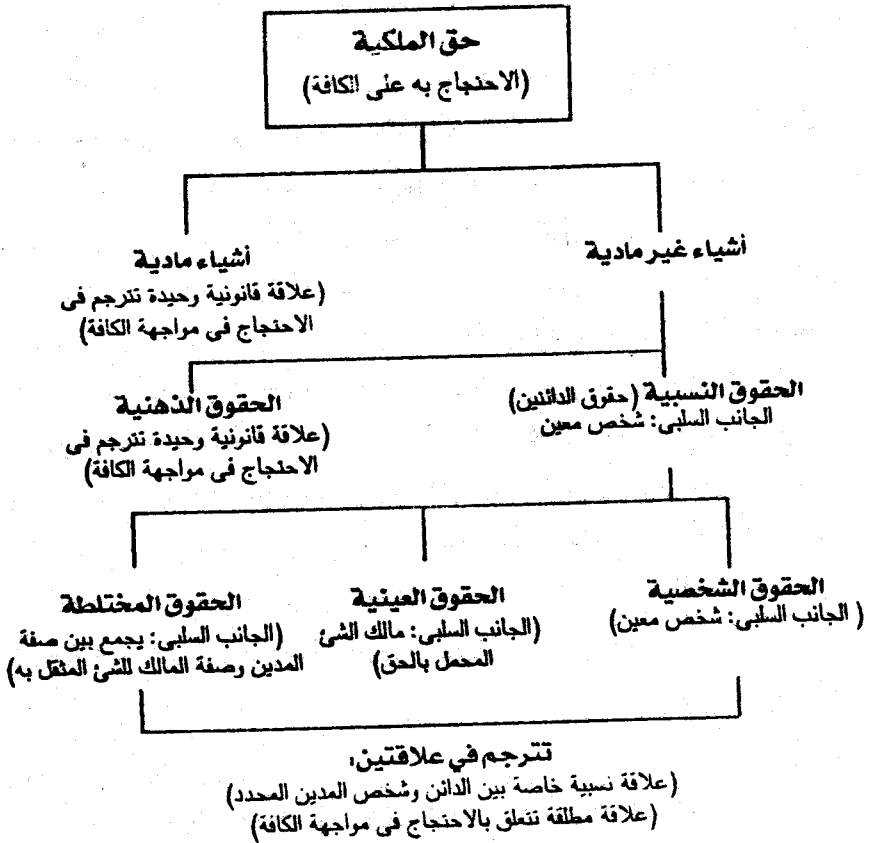 حق الملكية
(الاحتجاج به على الكافة)
أشياء غير مادية
أشياء مادية
(علاقة قانونية وحيدة تترجم فى
الاحتجاج فى مواجهة الكافة)
الحقوق النسبية (حقوق الدائنين)
الجانب السلبى: شخص معين
الحقوق الذهنية
(علاقة قانونية وحيدة تترجم فى
الاحتجاج فى مواجهة الكافة)
الحقوق الشخصية
( الجانب السلبى: شخص معين)
الحقوق العينية
(الجانب السلبى: مالك الشئ
المحمل بالحق)
الحقوق المختلطة
(الجانب السلبى: يجمع بين صفة
المدين وصفة المالك للشئ المثقل به)
تترجم في علاقتين:
(علاقة نسبية خاصة بين الدائن وشخص المدين المحدد)
(علاقة مطلقة تتعلق بالاحتجاج فى مواجهة الكافة)